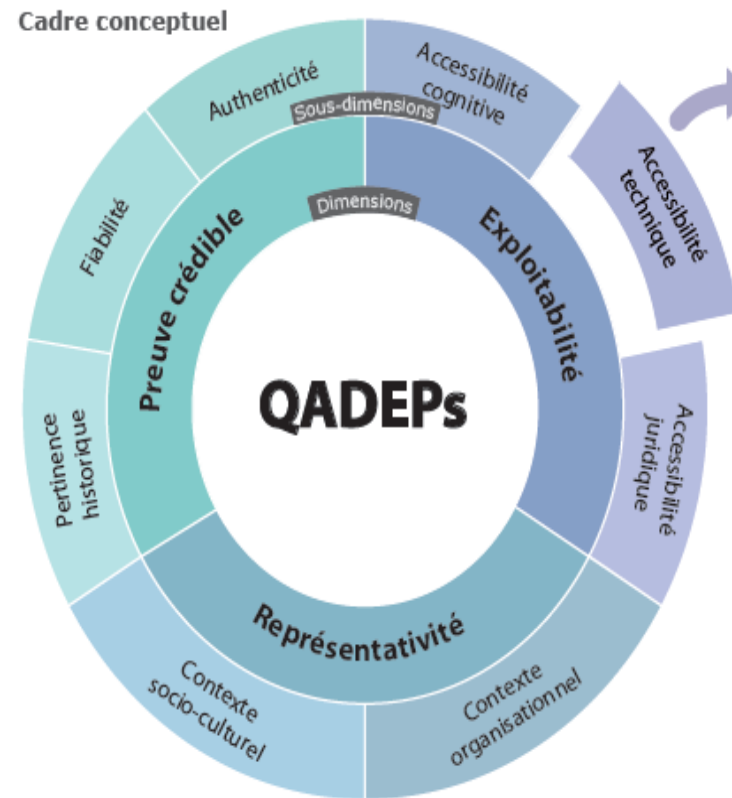 Cadre conceptuel
Authenticité
Accessibilité
cognitive
Sous-dimensions
Accessibilité
technique
Fiabilité
Dimensions
Preuve crédible
Exploitabilité
QADEPs
Pertinence
historique
Accessibilité
juridique
Représentativité
Contexte
socio-culturel
Contexte
organisationnel